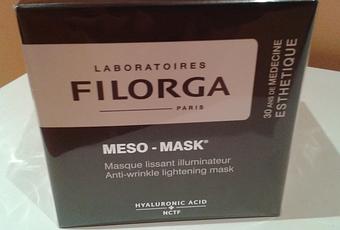 LABORATOIRES
FILORGA
PARIS
30 ANS DE MEDECINE
ESTHETIQUE
MESO - MASK®
Masque lissant illuminateur
Anti-wrinkle lightening mask
HYALURONIC ACID
+
NCTF